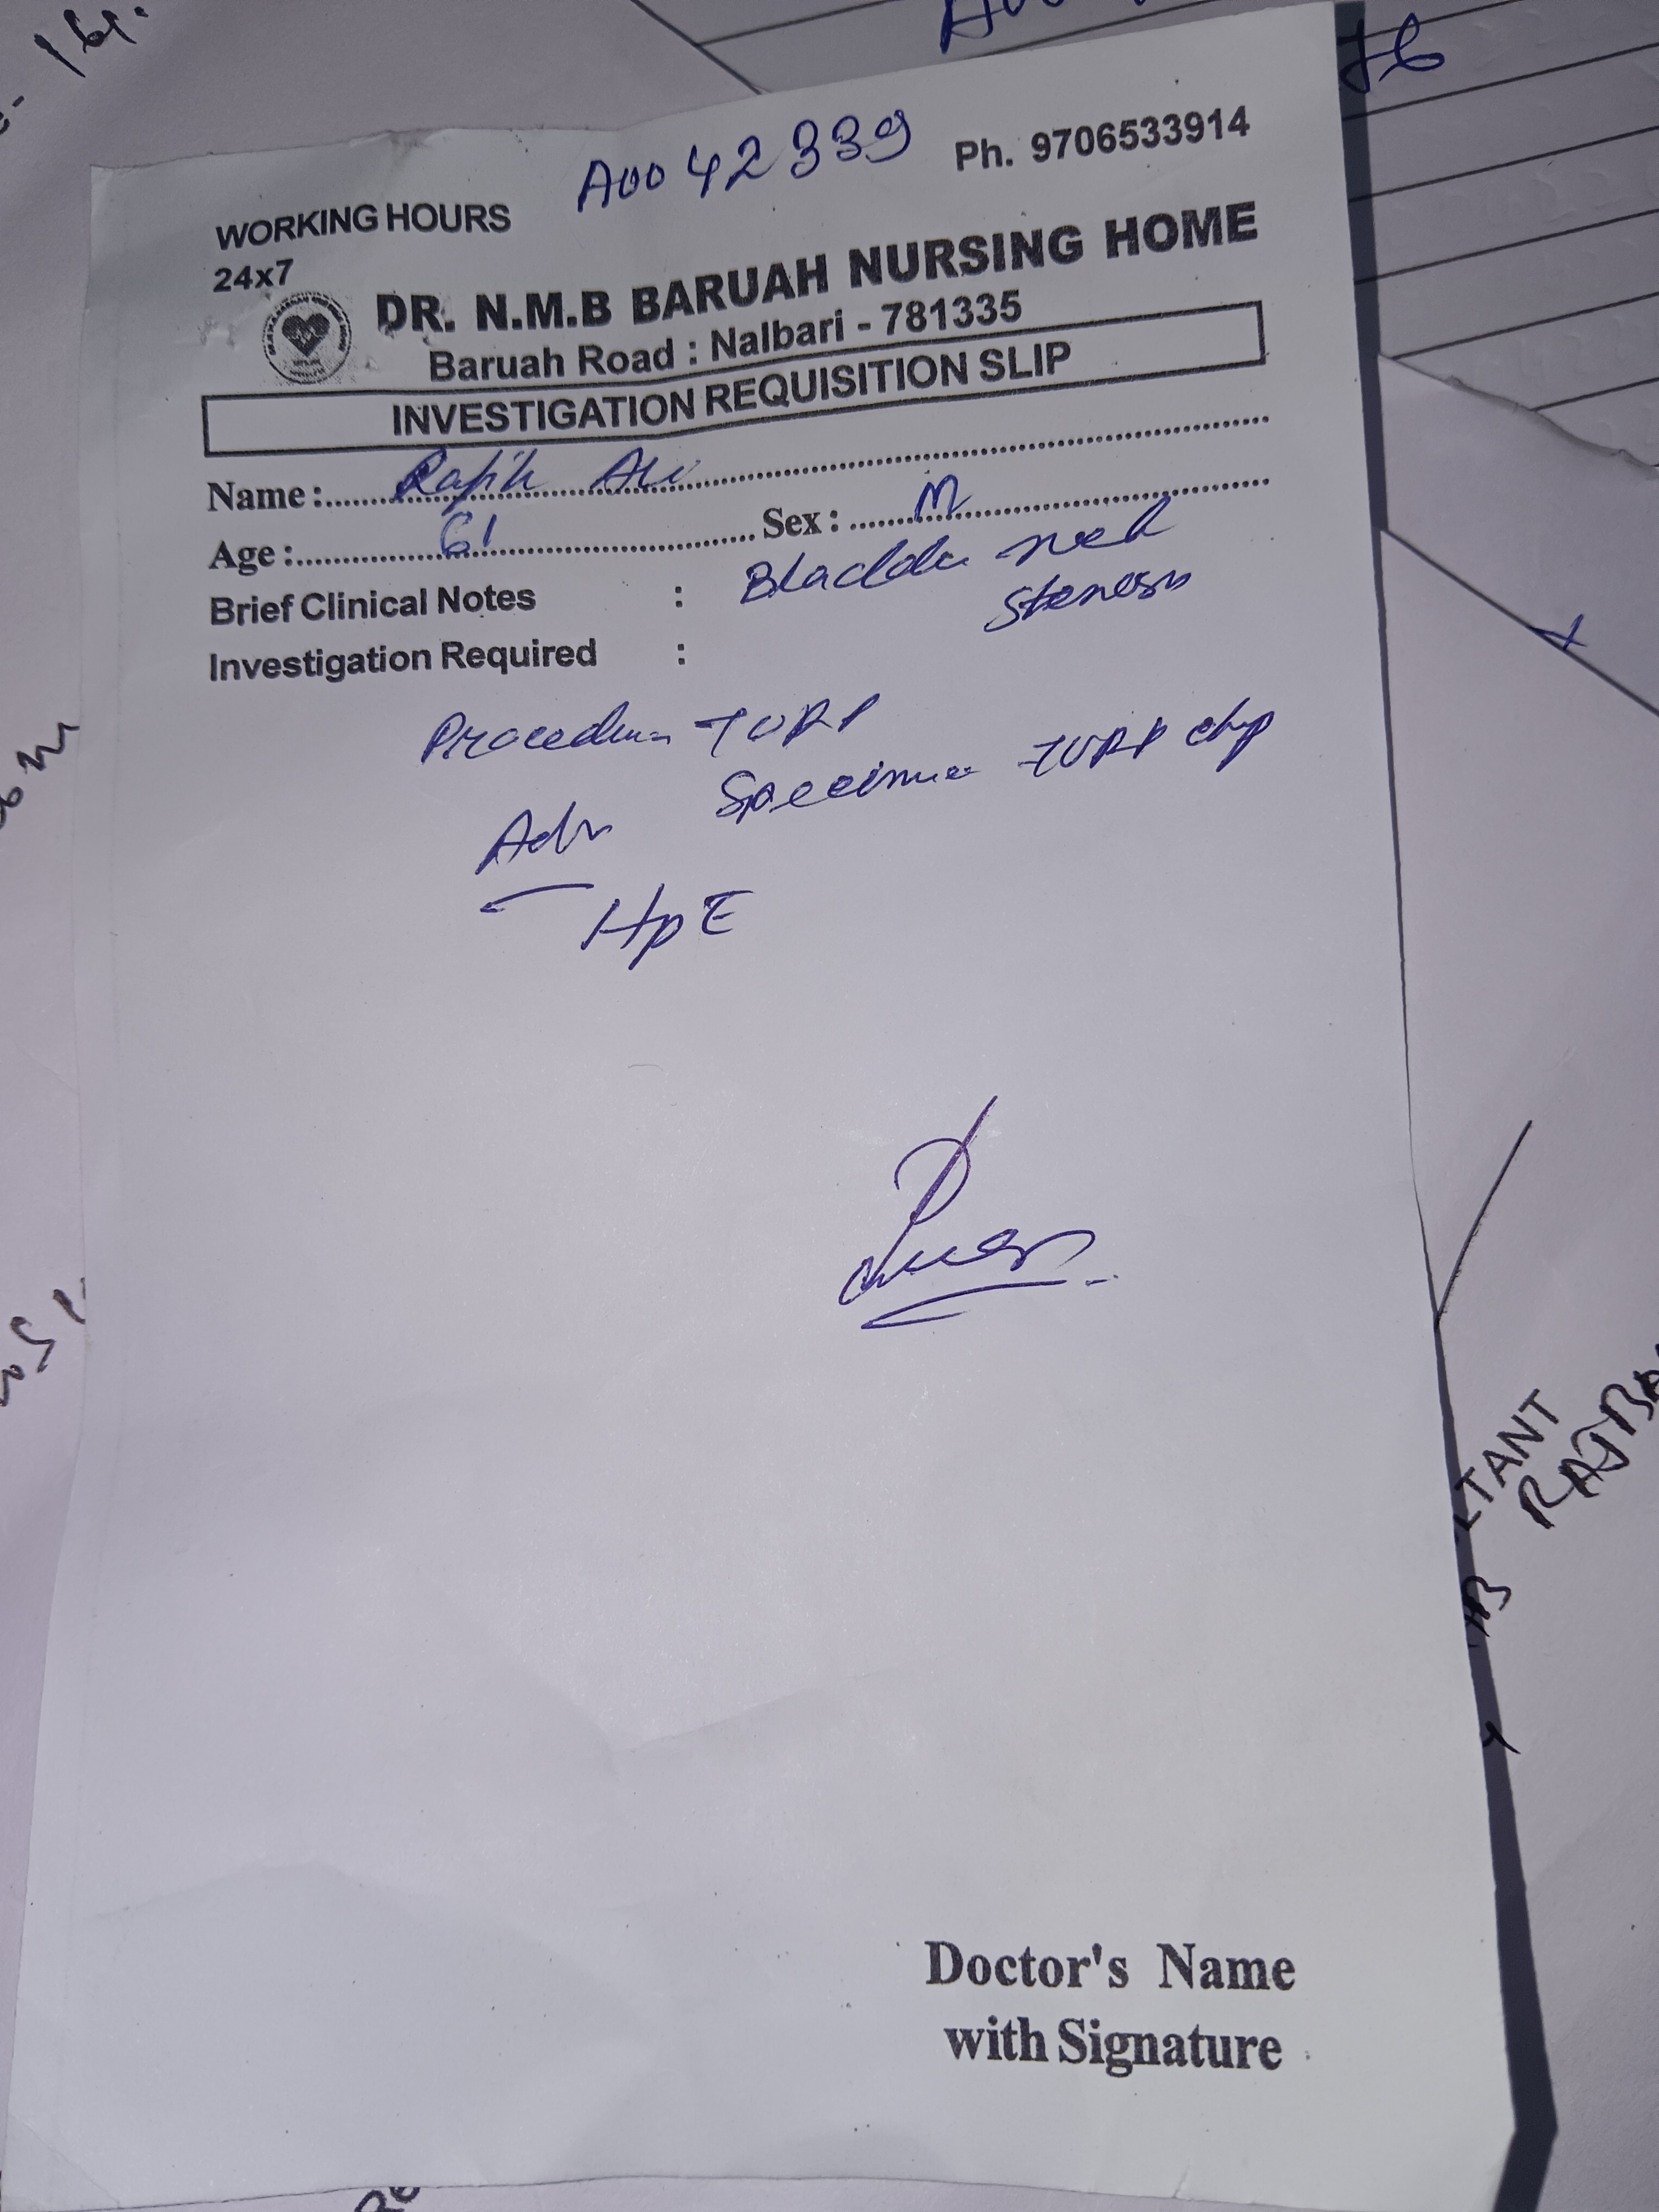 A0042339
Ph. 9706533914
WORKING HOURS
24x7
DR. N.M.B BARUAH NURSING HOME
Baruah Road : Nalbari - 781335
INVESTIGATION REQUISITION SLIP
Name : Rafik Ali
Age : 61 Sex : M
Brief Clinical Notes : Bladder neck
stenosis
Investigation Required :
Procedure TURP
Specimen TURP chip
Adv
HpE
Doctor's Name
with Signature
TANT